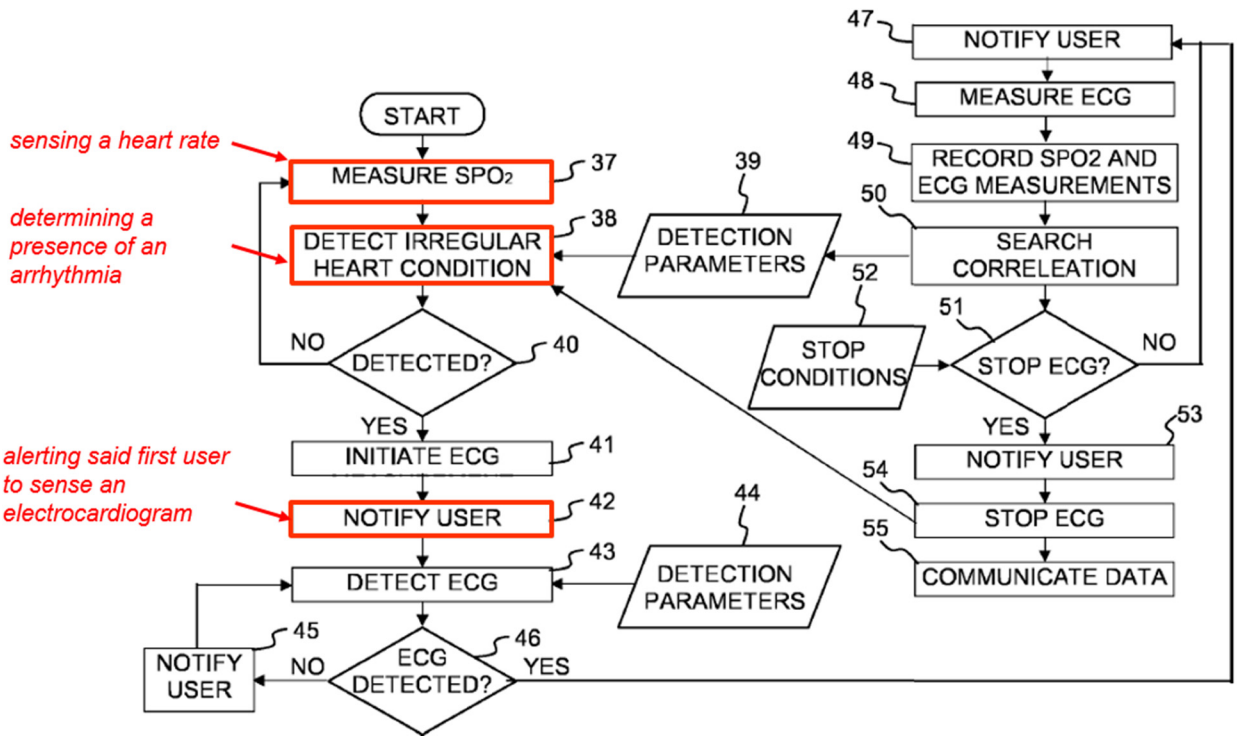 START
sensing a heart rate
MEASURE SPO₂
37
determining a
presence of an
arrhythmia
DETECT IRREGULAR
HEART CONDITION
38
39
DETECTION
PARAMETERS
NO
DETECTED?
40
YES
INITIATE ECG
41
alerting said first user
to sense an
electrocardiogram
NOTIFY USER
42
DETECT ECG
43
44
DETECTION
PARAMETERS
45
NOTIFY
USER
NO
ECG
DETECTED?
46
YES
47
NOTIFY USER
48
MEASURE ECG
49
RECORD SPO2 AND
ECG MEASUREMENTS
50
SEARCH
CORRELEATION
52
STOP
CONDITIONS
51
STOP ECG?
NO
YES
53
NOTIFY USER
54
STOP ECG
55
COMMUNICATE DATA